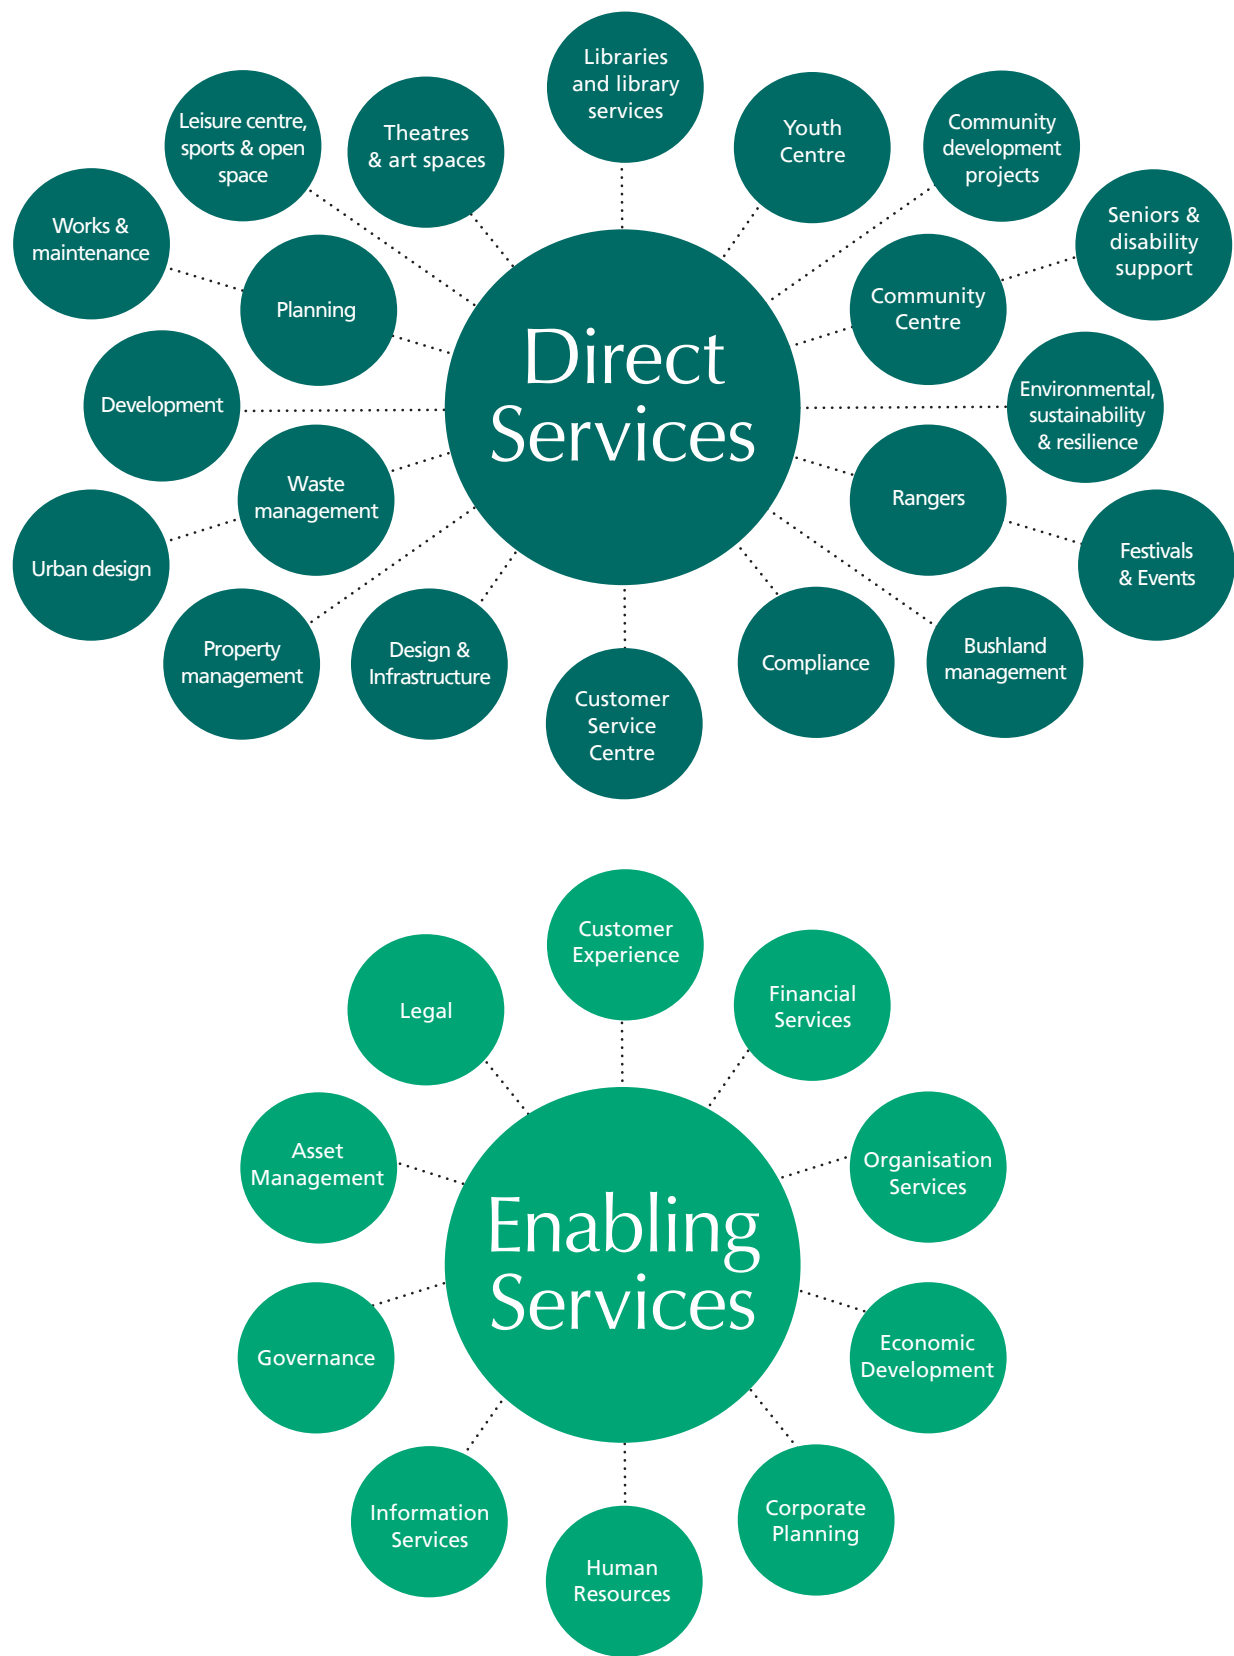 Libraries
and library
services
Leisure centre,
sports & open
space
Theatres
& art spaces
Youth
Centre
Community
development
projects
Works &
maintenance
Seniors &
disability
support
Planning
Community
Centre
Direct
Services
Development
Environmental,
sustainability
& resilience
Waste
management
Rangers
Urban design
Festivals
& Events
Property
management
Design &
Infrastructure
Customer
Service
Centre
Compliance
Bushland
management
Customer
Experience
Legal
Financial
Services
Asset
Management
Organisation
Services
Enabling
Services
Governance
Economic
Development
Information
Services
Human
Resources
Corporate
Planning